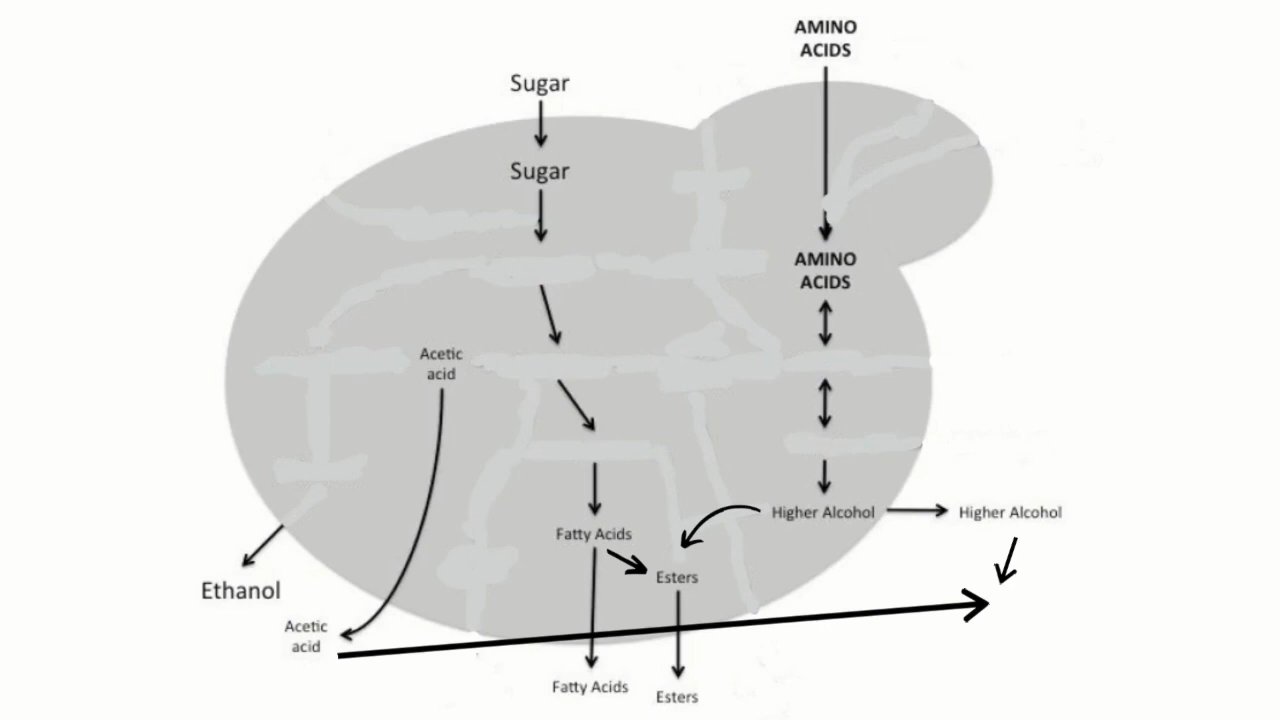 AMINO
ACIDS
Sugar
Sugar
AMINO
ACIDS
Acetic
acid
Higher Alcohol
Higher Alcohol
Fatty Acids
Esters
Ethanol
Acetic
acid
Fatty Acids
Esters